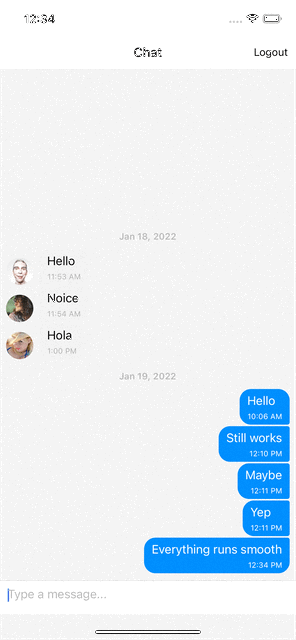 12:34
Chat
Logout
Jan 18, 2022
Hello
11:53 AM
Noice
11:54 AM
Hola
1:00 PM
Jan 19, 2022
Hello
10:06 AM
Still works
12:10 PM
Maybe
12:11 PM
Yep
12:11 PM
Everything runs smooth
12:34 PM
Type a message...